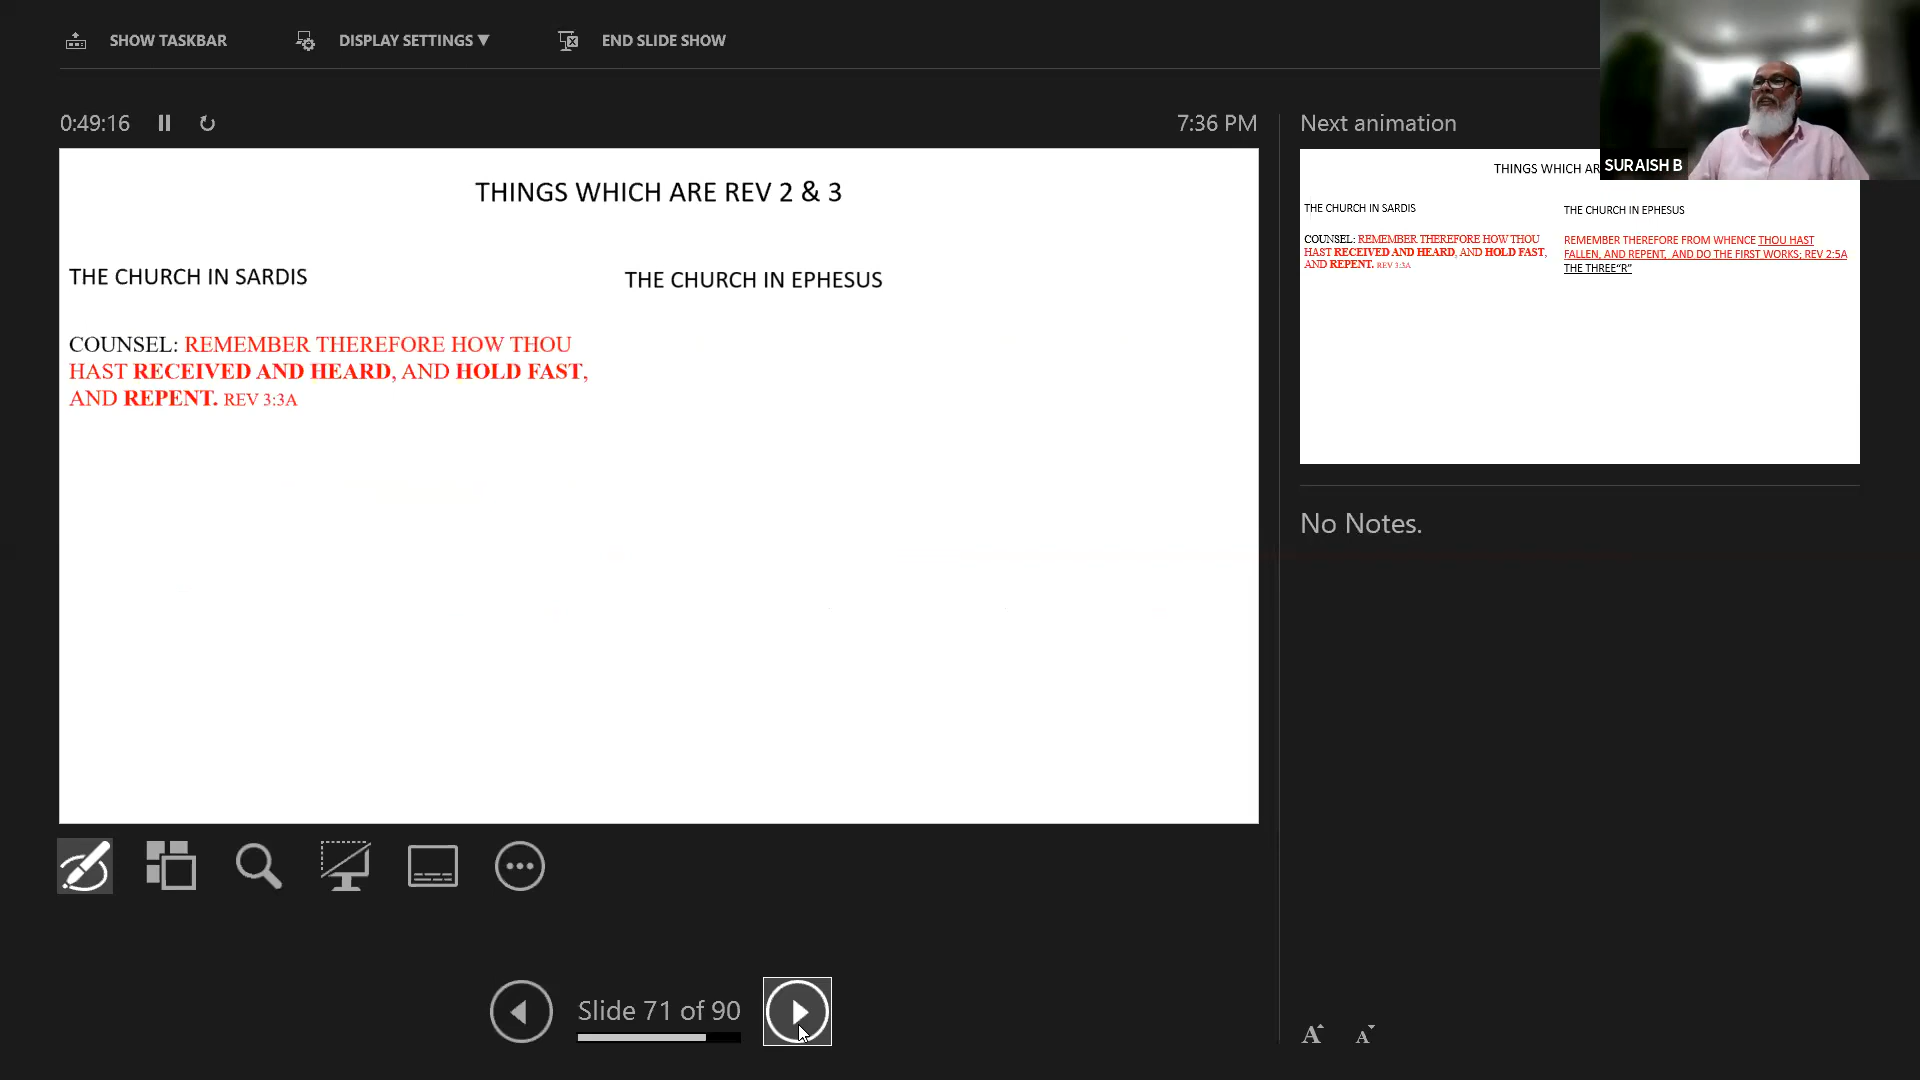 SHOW TASKBAR
DISPLAY SETTINGS ▼
END SLIDE SHOW
0:49:16
7:36 PM
Next animation
SURAISH B
THINGS WHICH ARE REV 2 & 3
THE CHURCH IN SARDIS
COUNSEL: REMEMBER THEREFORE HOW THOU
HAST RECEIVED AND HEARD, AND HOLD FAST,
AND REPENT. REV 3:3A
THE CHURCH IN EPHESUS
THINGS WHICH AR
THE CHURCH IN SARDIS
COUNSEL: REMEMBER THEREFORE HOW THOU
HAST RECEIVED AND HEARD, AND HOLD FAST,
AND REPENT. REV 3:3A
THE CHURCH IN EPHESUS
REMEMBER THEREFORE FROM WHENCE THOU HAST
FALLEN, AND REPENT, AND DO THE FIRST WORKS; REV 2:5A
THE THREE“R”
No Notes.
Slide 71 of 90
A A